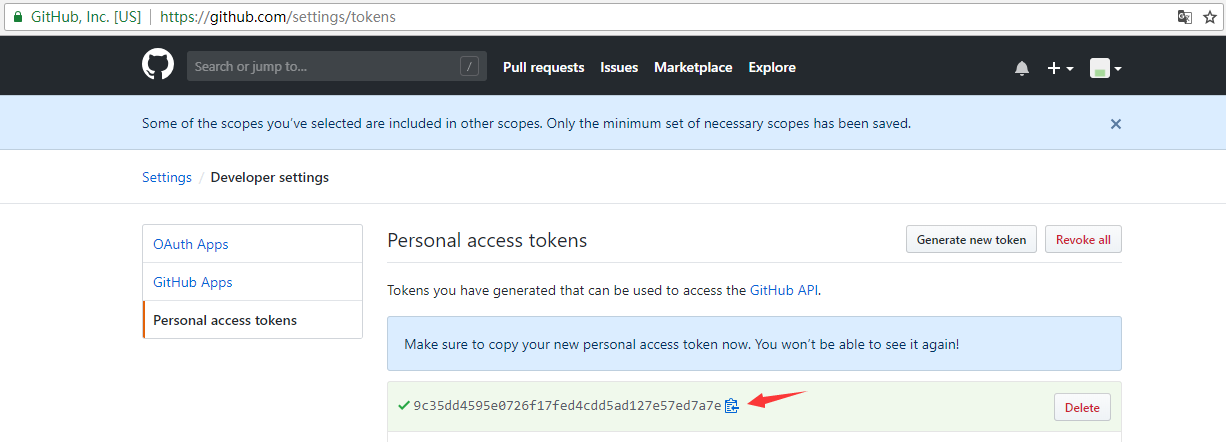 GitHub, Inc. [US] | https://github.com/settings/tokens
Search or jump to... / Pull requests Issues Marketplace Explore
Some of the scopes you've selected are included in other scopes. Only the minimum set of necessary scopes has been saved.
Settings / Developer settings
OAuth Apps
GitHub Apps
Personal access tokens
Personal access tokens Generate new token Revoke all
Tokens you have generated that can be used to access the GitHub API.
Make sure to copy your new personal access token now. You won't be able to see it again!
9c35dd4595e0726f17fed4cdd5ad127e57ed7a7e Delete